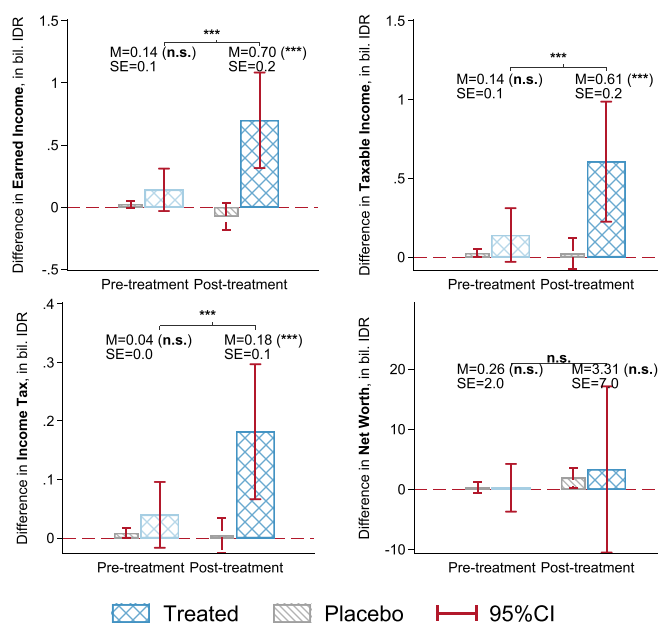 Difference in Earned Income, in bil. IDR
1.5
1
.5
0
-.5
***
M=0.14 (n.s.)
SE=0.1
M=0.70 (***)
SE=0.2
Pre-treatment Post-treatment
Difference in Taxable Income, in bil. IDR
1.5
1
.5
0
***
M=0.14 (n.s.)
SE=0.1
M=0.61 (***)
SE=0.2
Pre-treatment Post-treatment
Difference in Income Tax, in bil. IDR
.4
.3
.2
.1
0
***
M=0.04 (n.s.)
SE=0.0
M=0.18 (***)
SE=0.1
Pre-treatment Post-treatment
Difference in Net Worth, in bil. IDR
20
10
0
-10
n.s.
M=0.26 (n.s.)
SE=2.0
M=3.31 (n.s.)
SE=7.0
Pre-treatment Post-treatment
Treated Placebo 95%CI